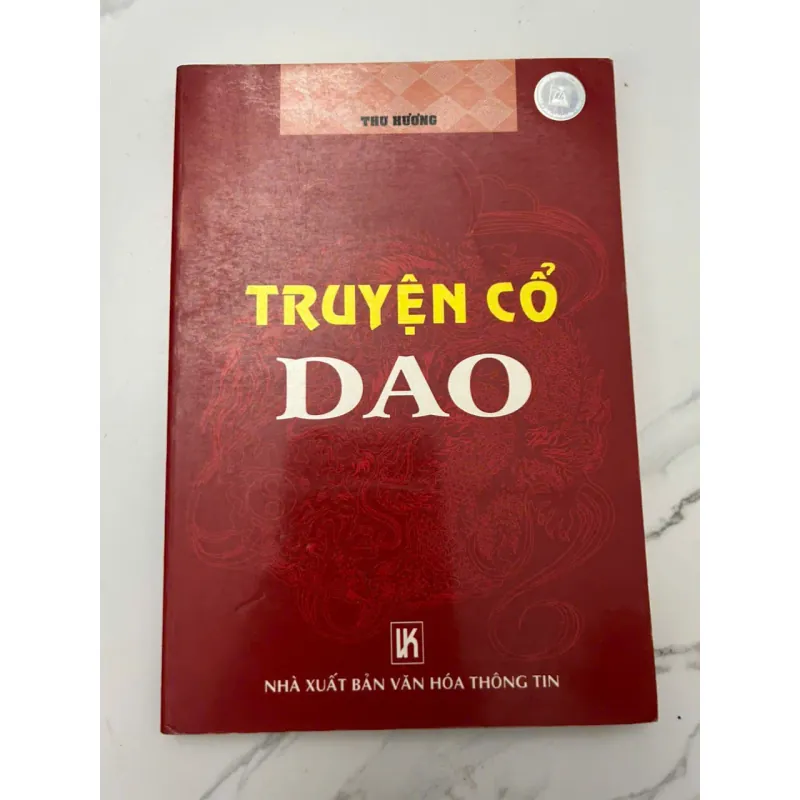 THU HƯƠNG
TRUYỆN CỔ
DAO
NHÀ XUẤT BẢN VĂN HÓA THÔNG TIN